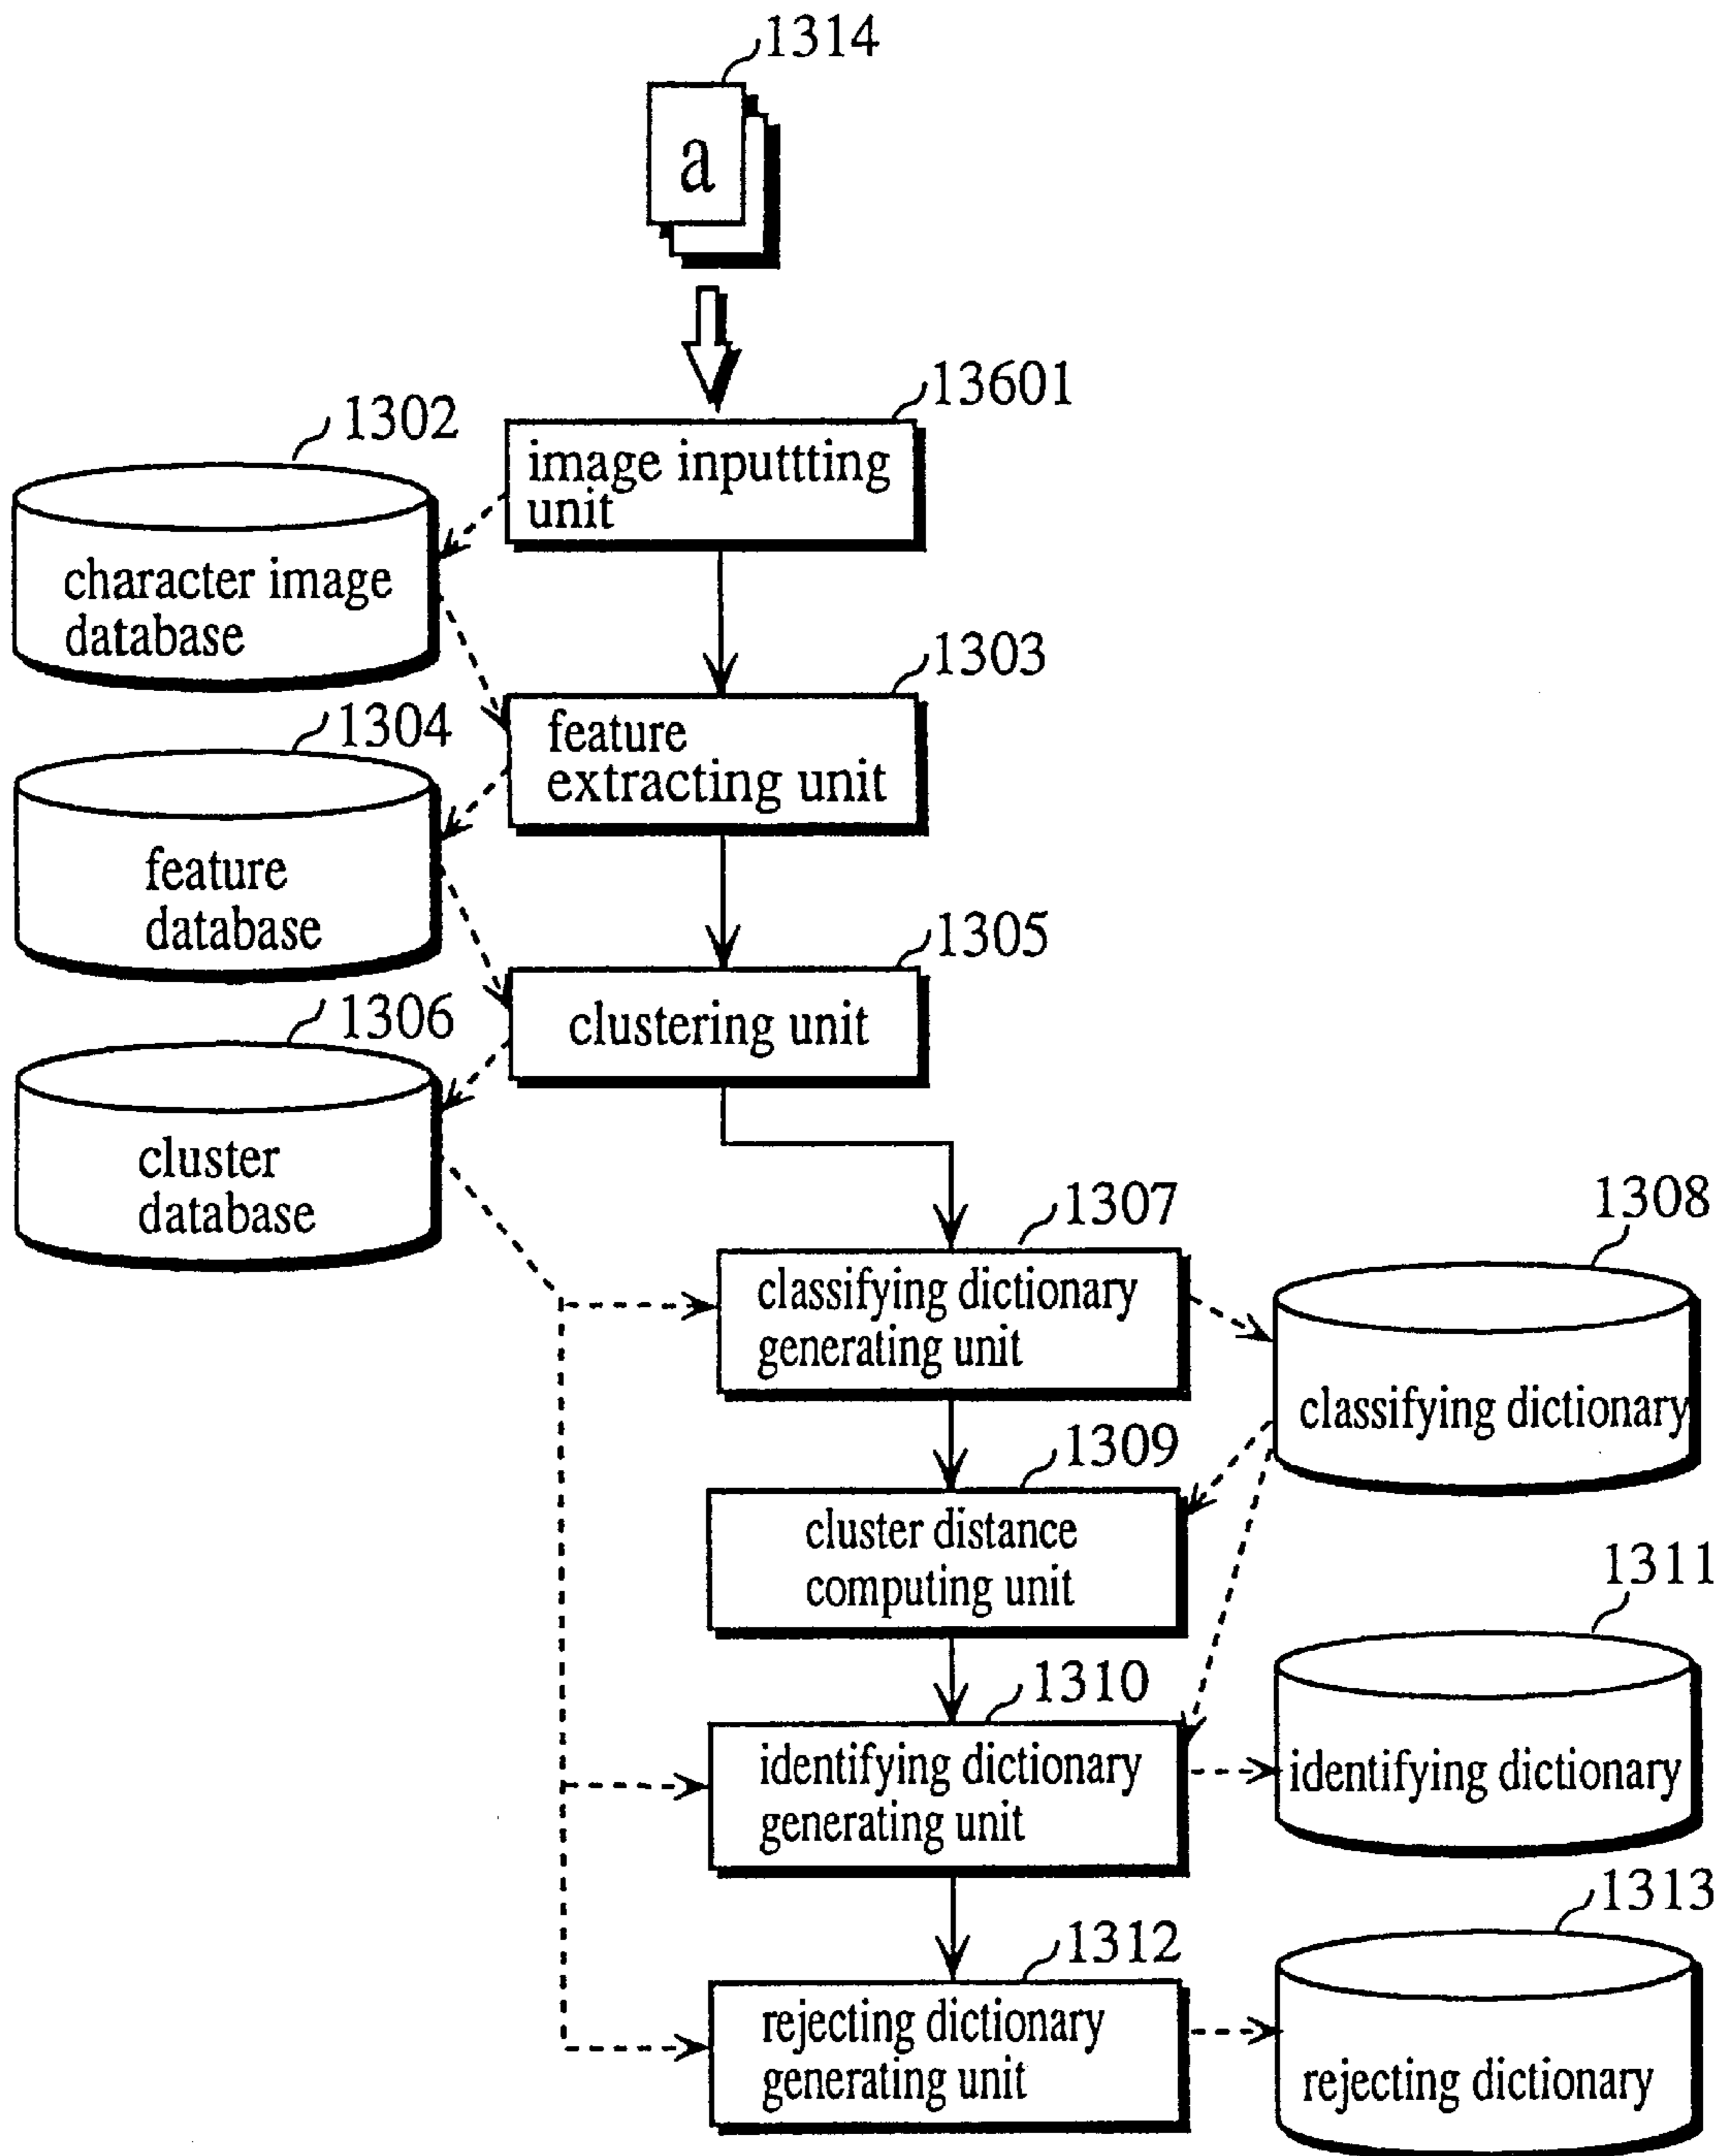 1314
a
13601
image inputtting
unit
1302
character image
database
1303
feature
extracting unit
1304
feature
database
1305
clustering unit
1306
cluster
database
1307
classifying dictionary
generating unit
1308
classifying dictionary
1309
cluster distance
computing unit
1310
identifying dictionary
generating unit
1311
identifying dictionary
1312
rejecting dictionary
generating unit
1313
rejecting dictionary